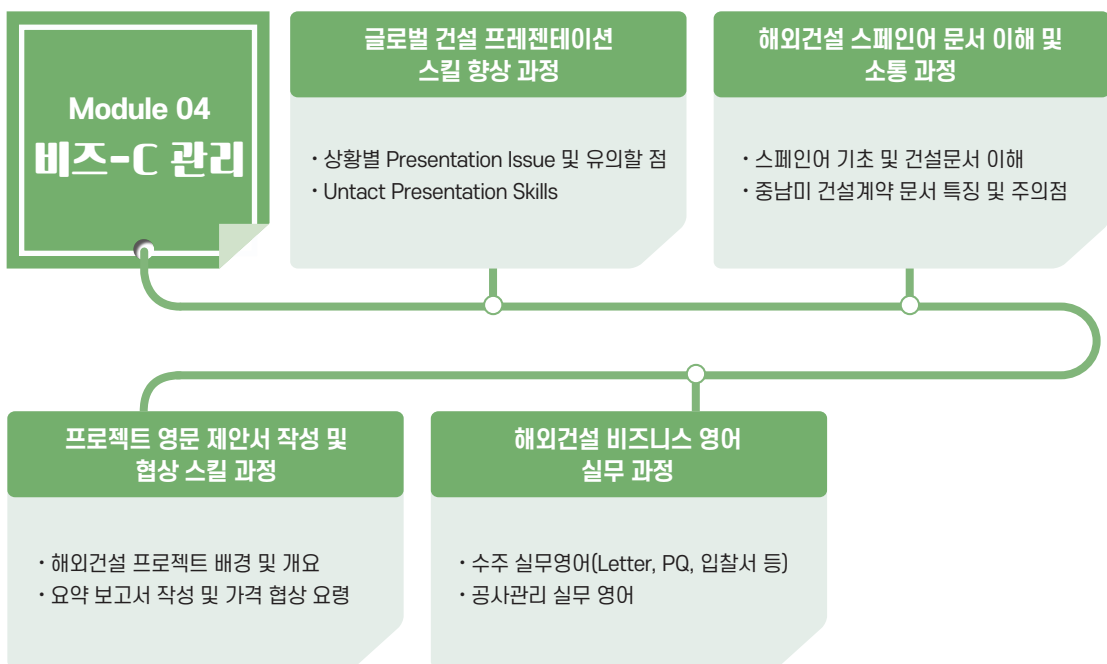 Module 04
비즈-C 관리
글로벌 건설 프레젠테이션
스킬 향상 과정
· 상황별 Presentation Issue 및 유의할 점
· Untact Presentation Skills
해외건설 스페인어 문서 이해 및
소통 과정
· 스페인어 기초 및 건설문서 이해
· 중남미 건설계약 문서 특징 및 주의점
프로젝트 영문 제안서 작성 및
협상 스킬 과정
· 해외건설 프로젝트 배경 및 개요
· 요약 보고서 작성 및 가격 협상 요령
해외건설 비즈니스 영어
실무 과정
· 수주 실무영어(Letter, PQ, 입찰서 등)
· 공사관리 실무 영어